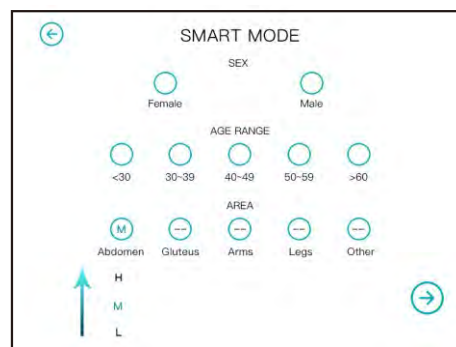 SMART MODE
SEX
Female Male
AGE RANGE
<30 30~39 40~49 50~59 >60
AREA
M -- -- -- --
Abdomen Gluteus Arms Legs Other
H
M
L